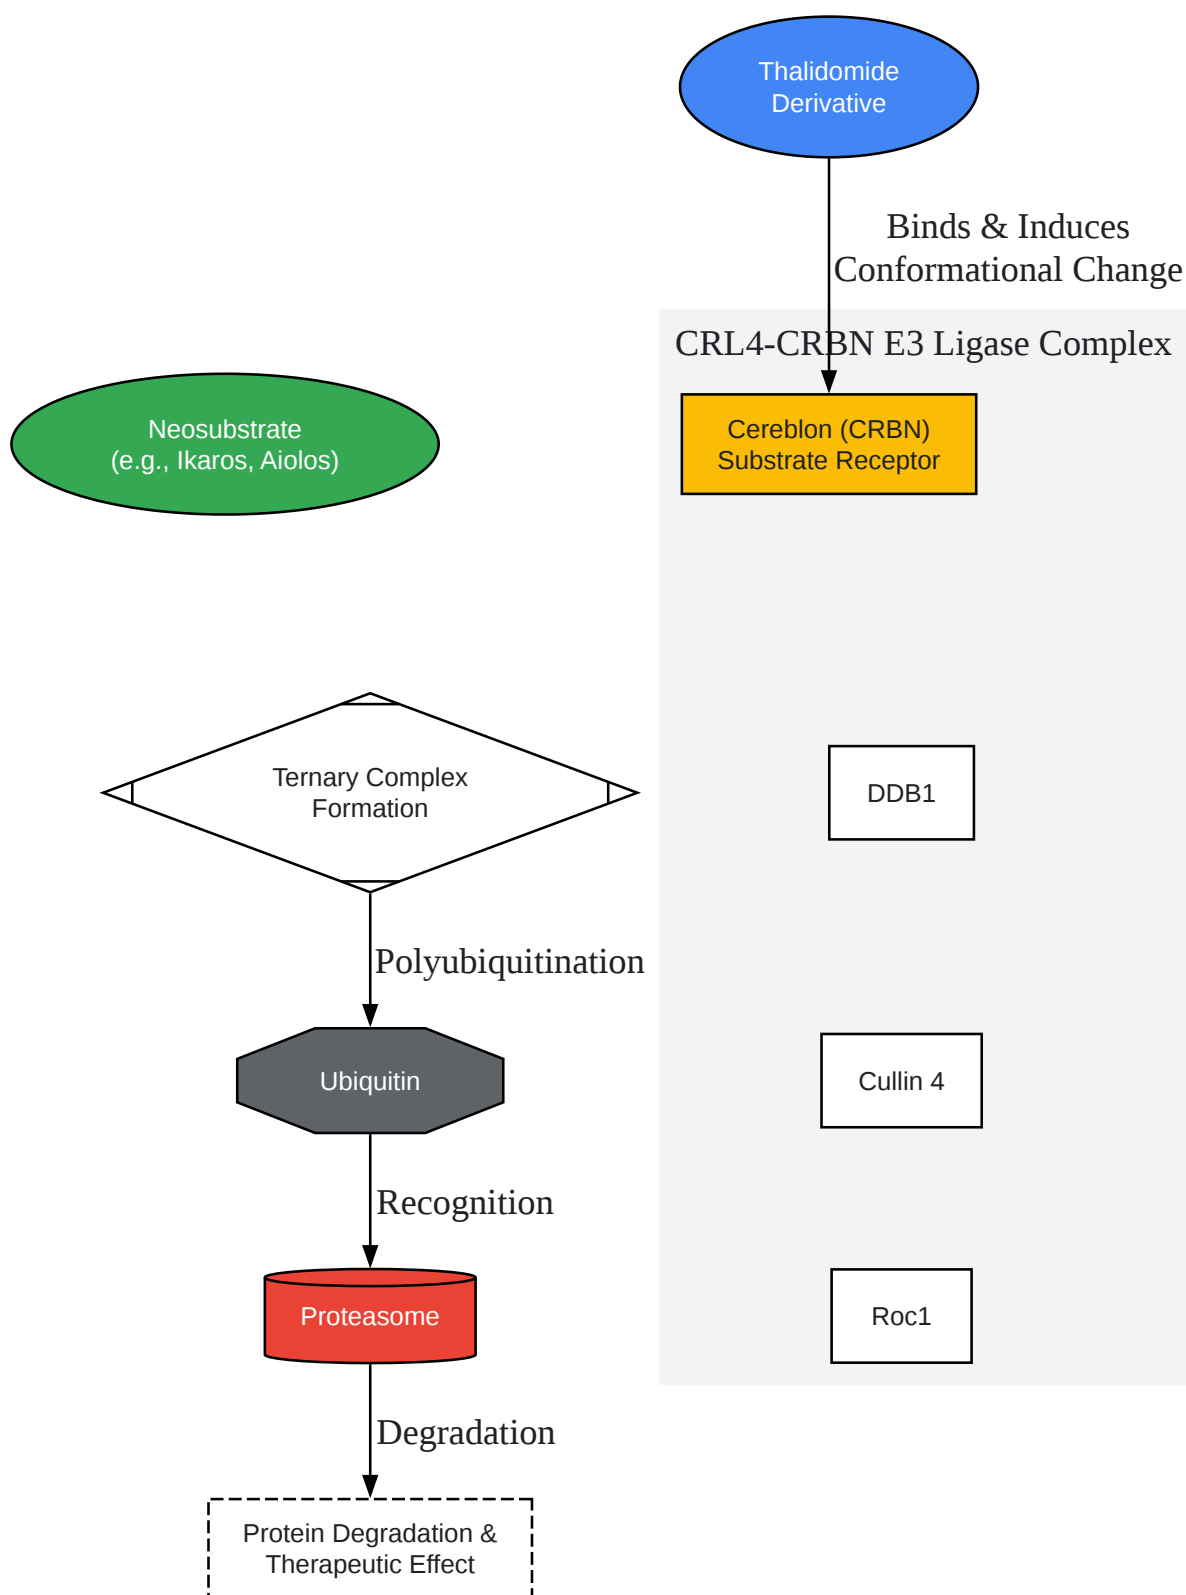 Thalidomide
Derivative
Binds & Induces
Conformational Change
CRL4-CRBN E3 Ligase Complex
Neosubstrate
(e.g., Ikaros, Aiolos)
Cereblon (CRBN)
Substrate Receptor
Ternary Complex
Formation
DDB1
Polyubiquitination
Ubiquitin
Cullin 4
Recognition
Proteasome
Roc1
Degradation
Protein Degradation &
Therapeutic Effect